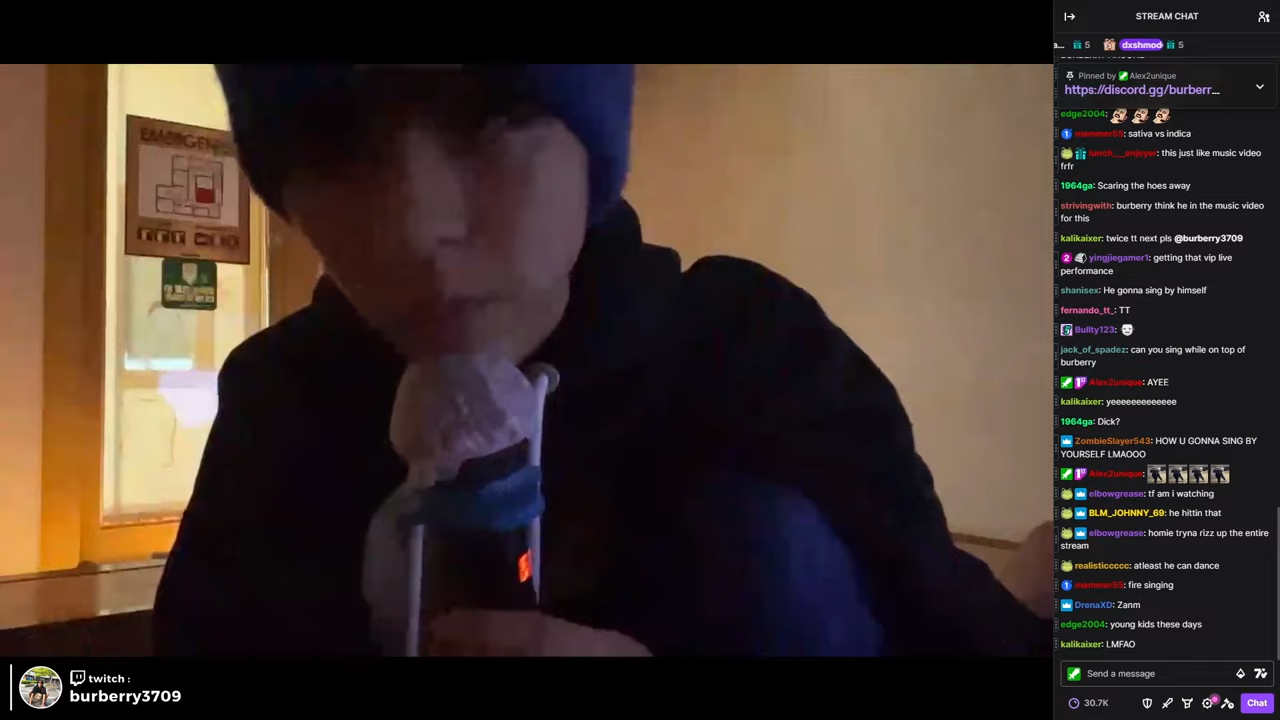 STREAM CHAT
5
dxshmod
5
Pinned by Alex2unique
https://discord.gg/burberr...
edge2004:
mammer55: sativa vs indica
lunch__enjoyer: this just like music video
frfr
1964ga: Scaring the hoes away
strivingwith: burberry think he in the music video
for this
kalikaixer: twice tt next pls @burberry3709
yingjiegamer1: getting that vip live
performance
shanisex: He gonna sing by himself
fernando_tt_: TT
Bullty123:
jack_of_spadez: can you sing while on top of
burberry
Alex2unique: AYEE
kalikaixer: yeeeeeeeeeeeee
1964ga: Dick?
ZombieSlayer543: HOW U GONNA SING BY
YOURSELF LMAOOO
Alex2unique:
elbowgrease: tf am i watching
BLM_JOHNNY_69: he hittin that
elbowgrease: homie tryna rizz up the entire
stream
realisticcccc: atleast he can dance
mammer55: fire singing
DrenaXD: Zanm
edge2004: young kids these days
kalikaixer: LMFAO
Send a message
30.7K
Chat
EMERGENC
twitch :
burberry3709